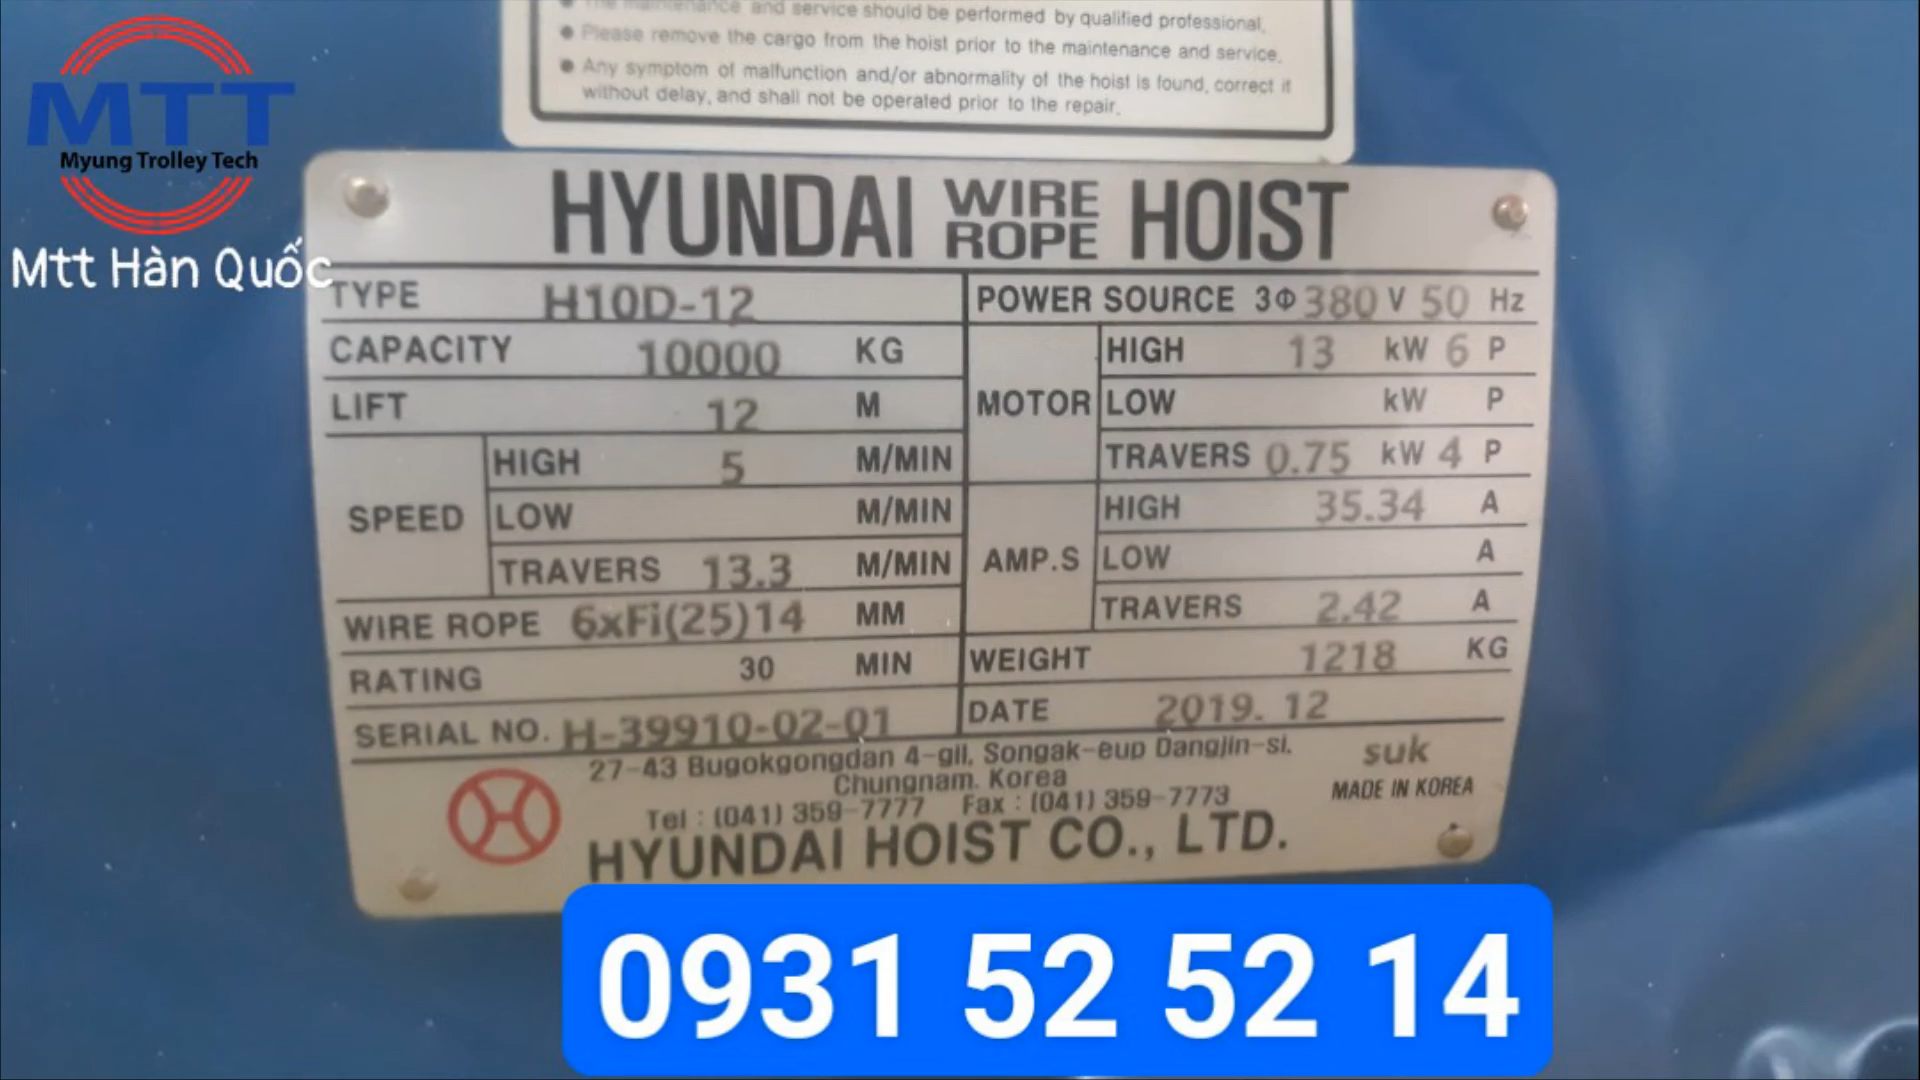 The maintenance and service should be performed by qualified professional.
● Please remove the cargo from the hoist prior to the maintenance and service.
● Any symptom of malfunction and/or abnormality of the hoist is found, correct it
without delay, and shall not be operated prior to the repair.
MTT
Myung Trolley Tech
Mtt Hàn Quốc
HYUNDAI WIRE ROPE HOIST
TYPE H10D-12
CAPACITY 10000 KG
LIFT 12 M
SPEED
HIGH 5 M/MIN
LOW M/MIN
TRAVERS 13.3 M/MIN
WIRE ROPE 6xFi(25)14 MM
RATING 30 MIN
SERIAL NO. H-39910-02-01
POWER SOURCE 3Φ 380 V 50 Hz
MOTOR
HIGH 13 kW 6 P
LOW kW P
TRAVERS 0.75 kW 4 P
AMP.S
HIGH 35.34 A
LOW A
TRAVERS 2.42 A
WEIGHT 1218 KG
DATE 2019. 12
27-43 Bugokgongdan 4-gil, Songak-eup Dangjin-si,
Chungnam. Korea
Tel : (041) 359-7777 Fax : (041) 359-7773
HYUNDAI HOIST CO., LTD.
suk
MADE IN KOREA
0931 52 52 14